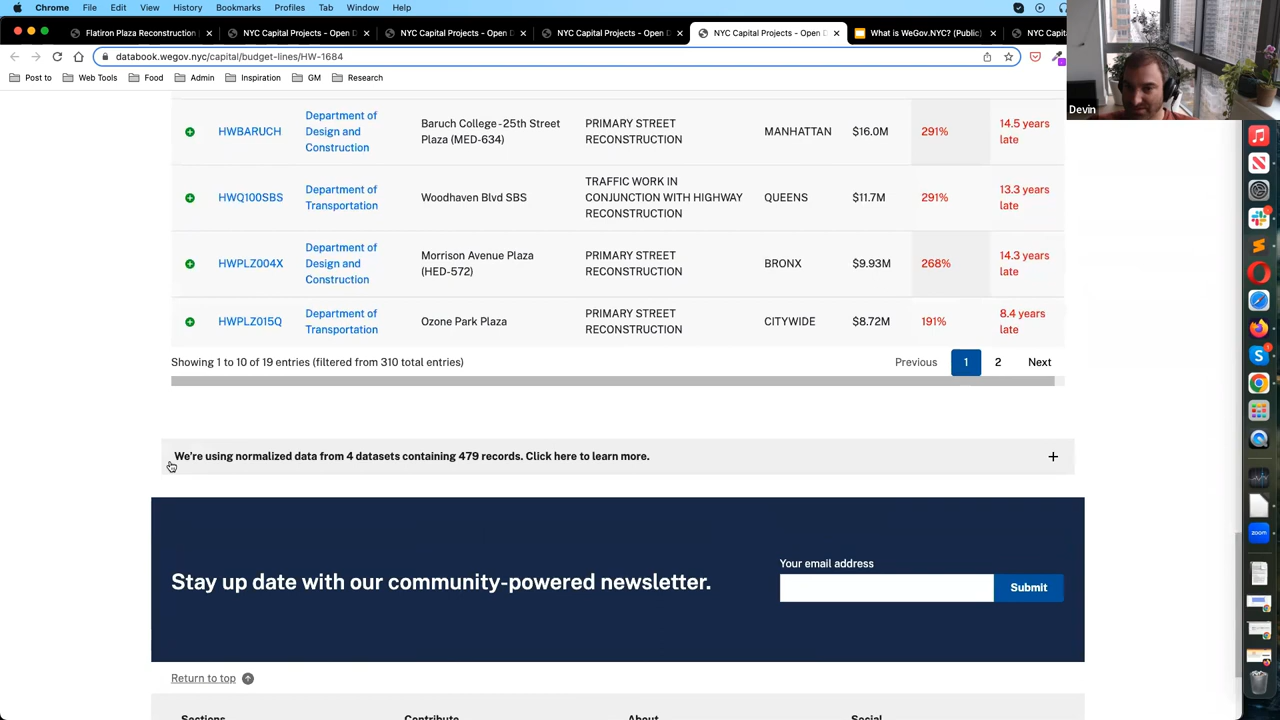 Chrome File Edit View History Bookmarks Profiles Tab Window Help
Flatiron Plaza Reconstruction
NYC Capital Projects - Open D
NYC Capital Projects - Open D
NYC Capital Projects - Open D
NYC Capital Projects - Open D
What is WeGov.NYC? (Public)
NYC Cap
databook.wegov.nyc/capital/budget-lines/HW-1684
Post to Web Tools Food Admin Inspiration GM Research
Devin
HWBARUCH
Department of
Design and
Construction
Baruch College - 25th Street
Plaza (MED-634)
PRIMARY STREET
RECONSTRUCTION
MANHATTAN
$16.0M
291%
14.5 years
late
HWQ100SBS
Department of
Transportation
Woodhaven Blvd SBS
TRAFFIC WORK IN
CONJUNCTION WITH HIGHWAY
RECONSTRUCTION
QUEENS
$11.7M
291%
13.3 years
late
HWPLZ004X
Department of
Design and
Construction
Morrison Avenue Plaza
(HED-572)
PRIMARY STREET
RECONSTRUCTION
BRONX
$9.93M
268%
14.3 years
late
HWPLZ015Q
Department of
Transportation
Ozone Park Plaza
PRIMARY STREET
RECONSTRUCTION
CITYWIDE
$8.72M
191%
8.4 years
late
Showing 1 to 10 of 19 entries (filtered from 310 total entries)
Previous 1 2 Next
We're using normalized data from 4 datasets containing 479 records. Click here to learn more.
Stay up date with our community-powered newsletter.
Your email address
Submit
Return to top
Sections Contribute About Social
zoom